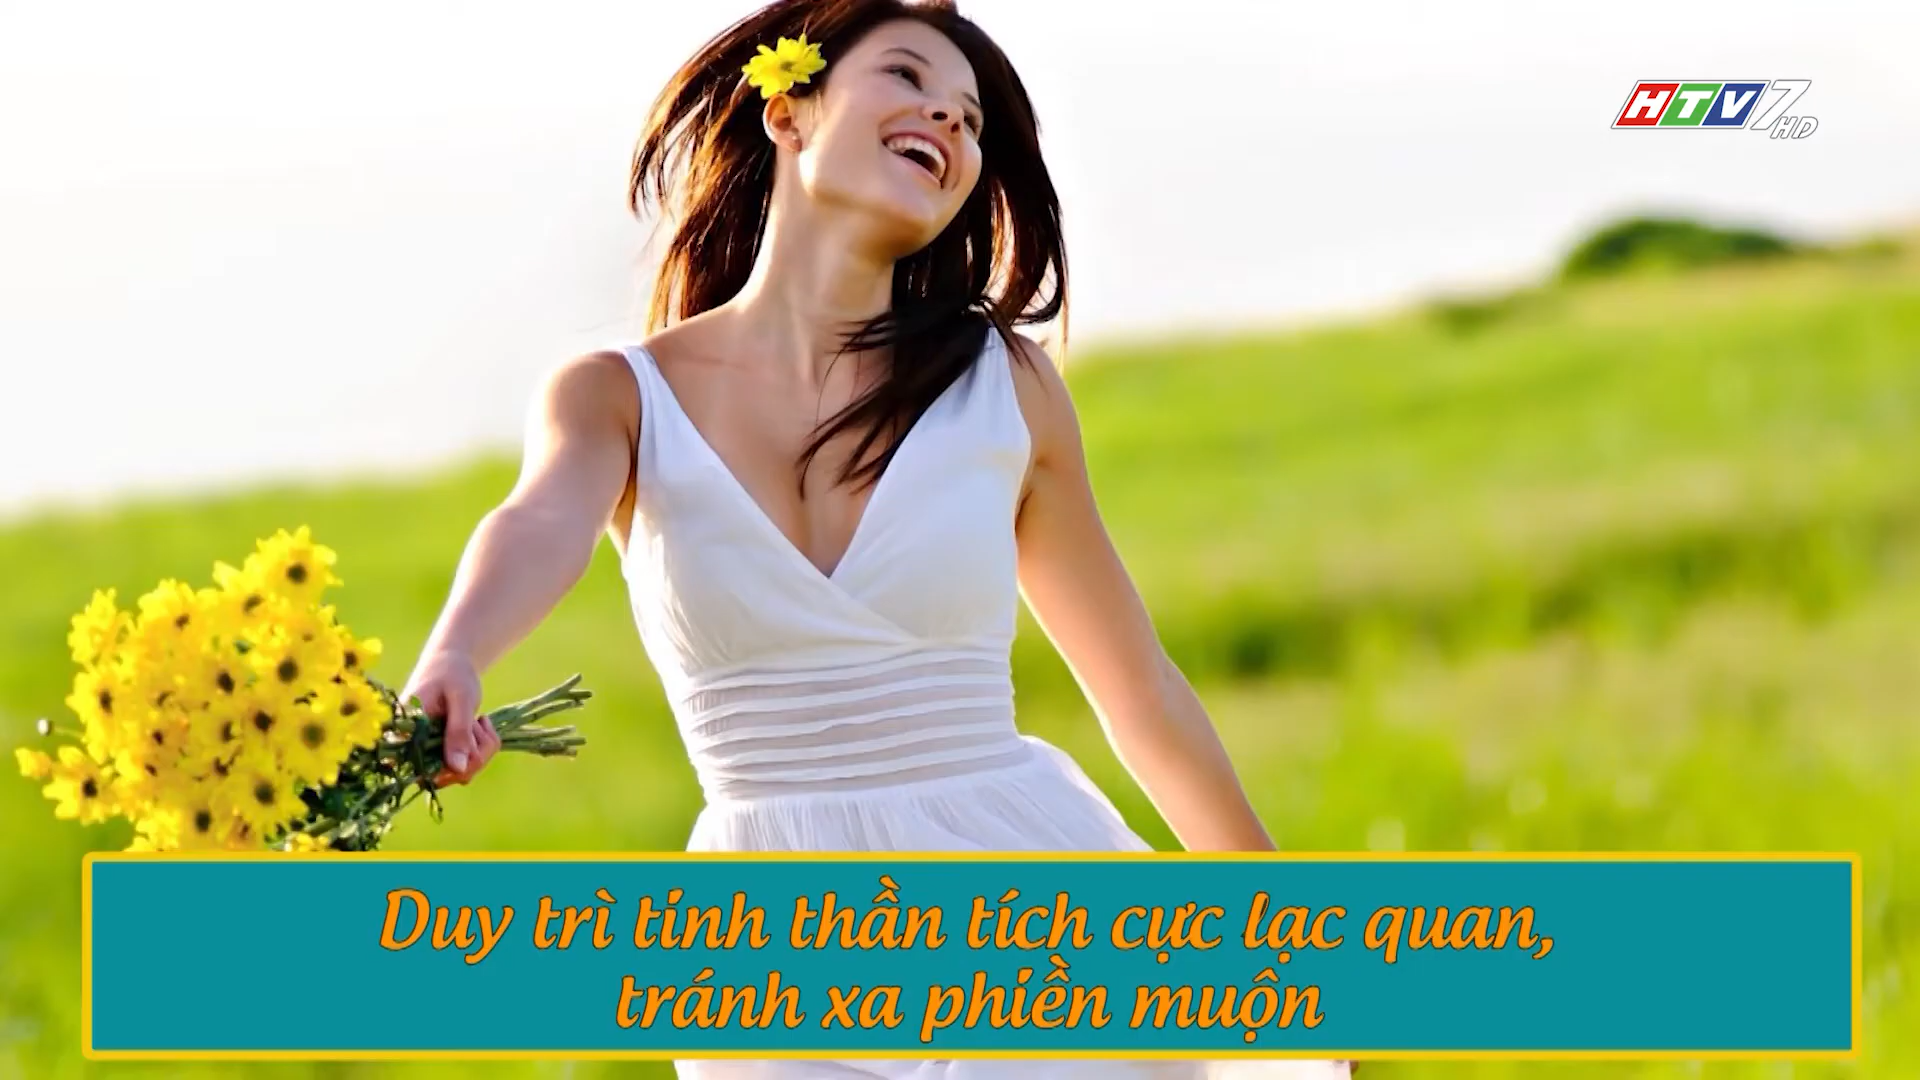 HTV7
HD
Duy trì tinh thần tích cực lạc quan,
tránh xa phiền muộn